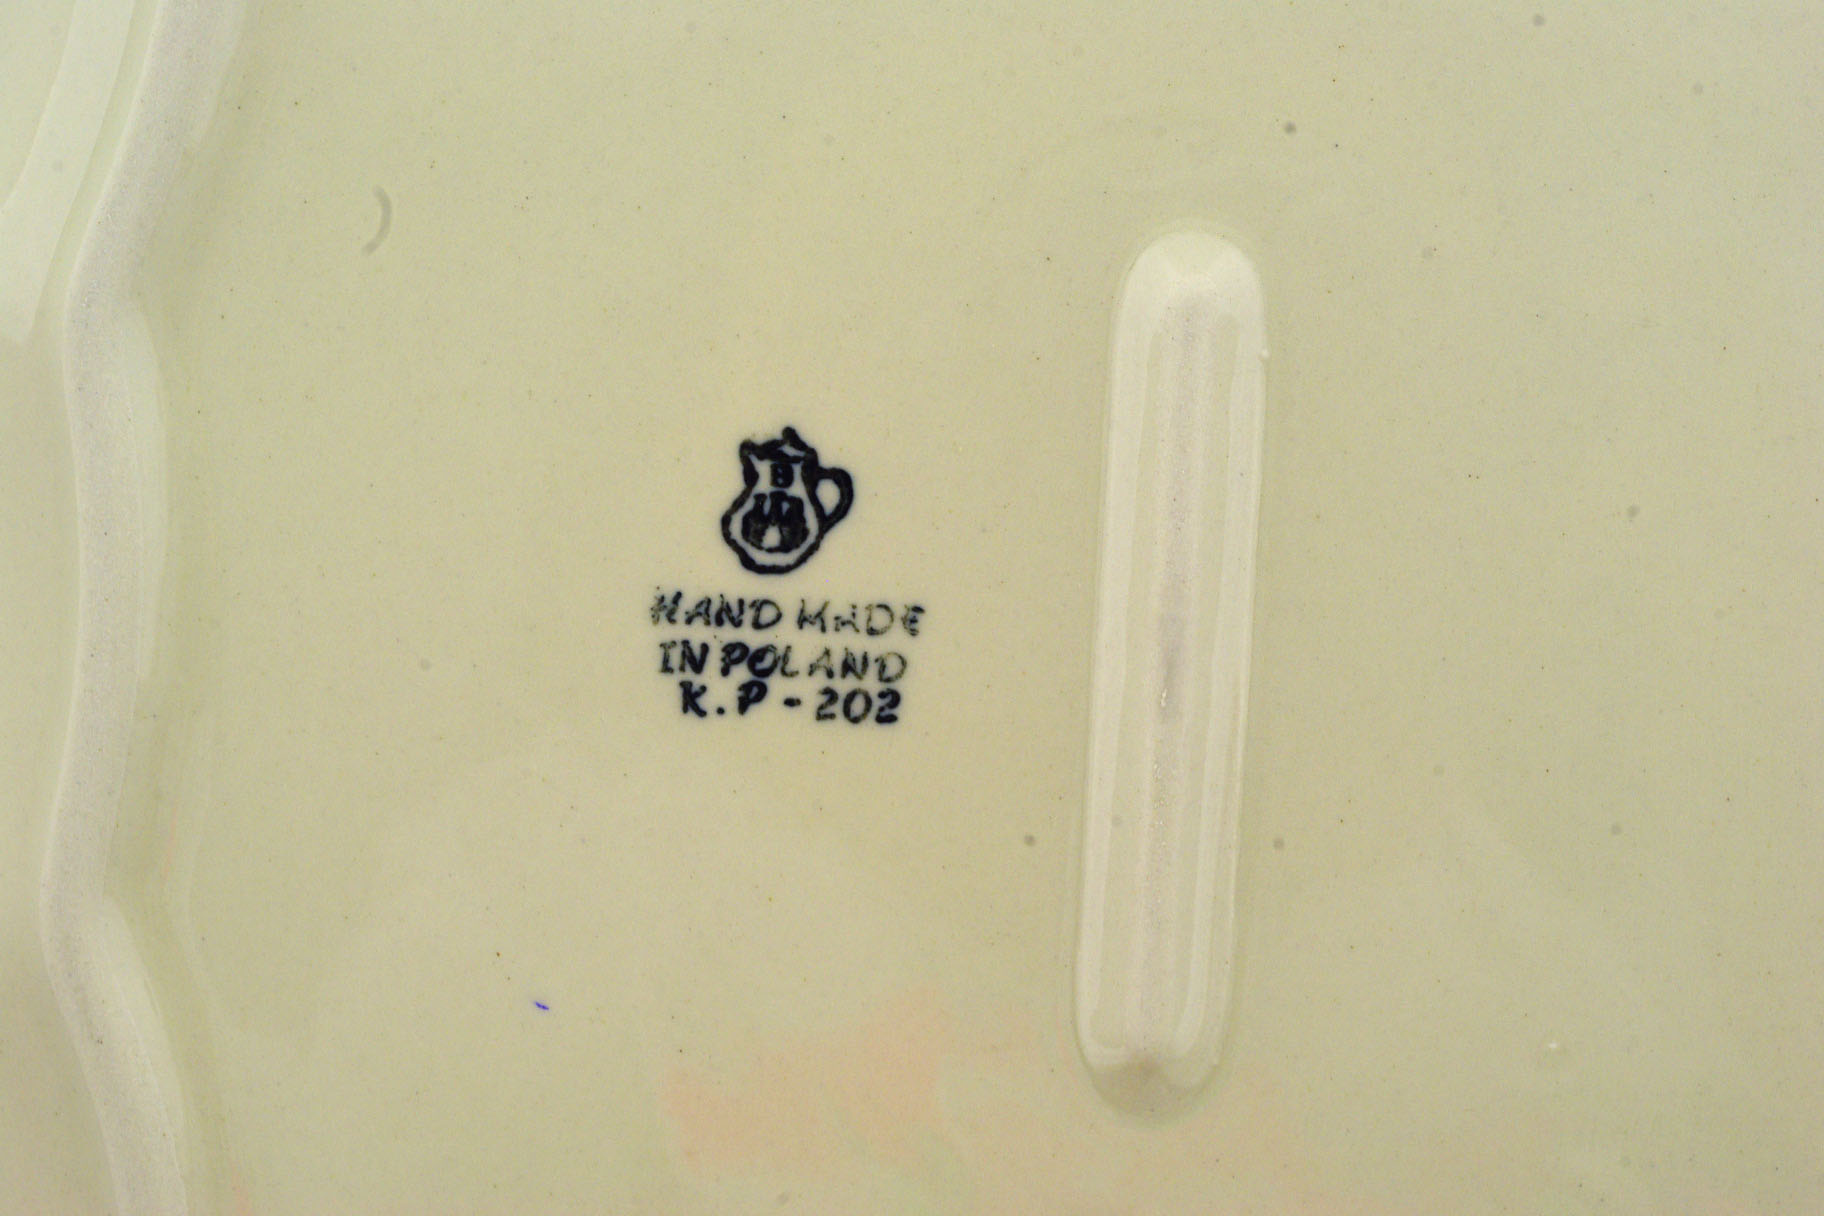 HAND MADE
IN POLAND
K.P - 202